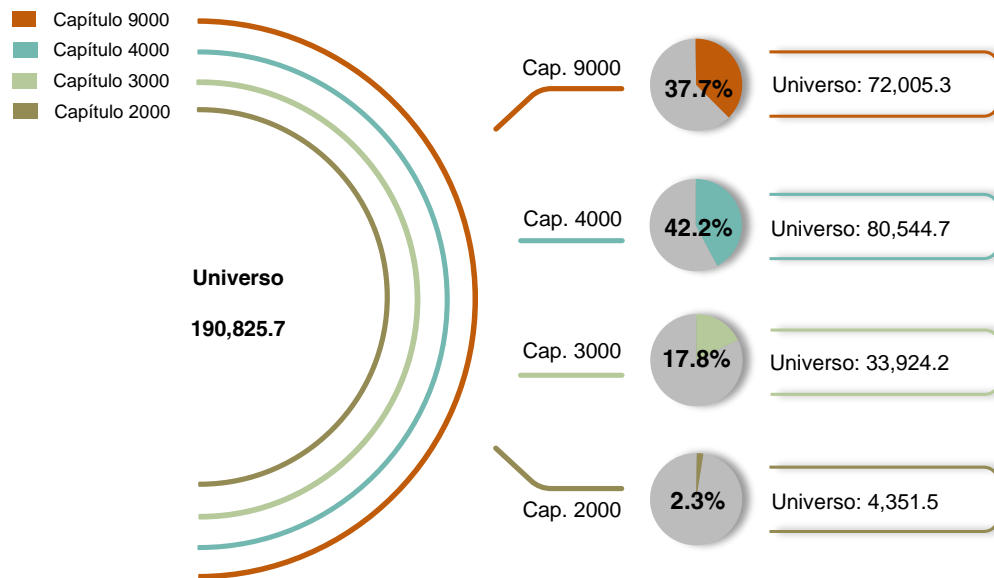 Capítulo 9000
Capítulo 4000
Capítulo 3000
Capítulo 2000
Universo
190,825.7
Cap. 9000
37.7%
Universo: 72,005.3
Cap. 4000
42.2%
Universo: 80,544.7
Cap. 3000
17.8%
Universo: 33,924.2
Cap. 2000
2.3%
Universo: 4,351.5